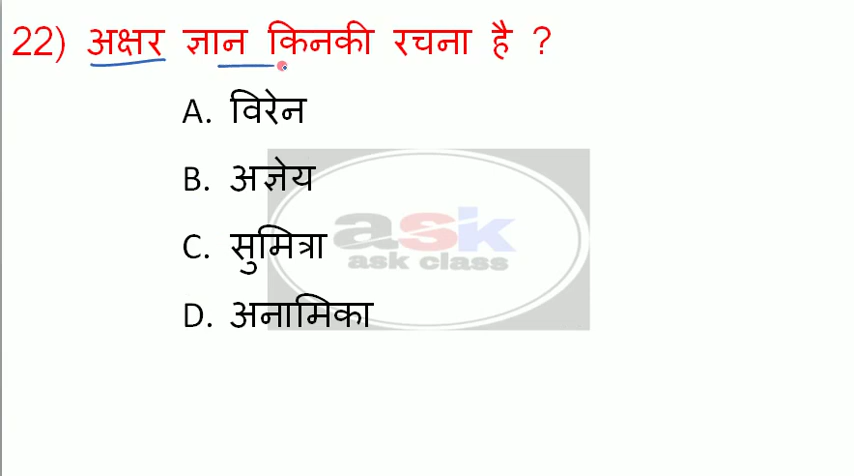 22) अक्षर ज्ञान किनकी रचना है ?
A. विरेन
B. अज्ञेय
C. सुमित्रा
D. अनामिका
ask
ask class